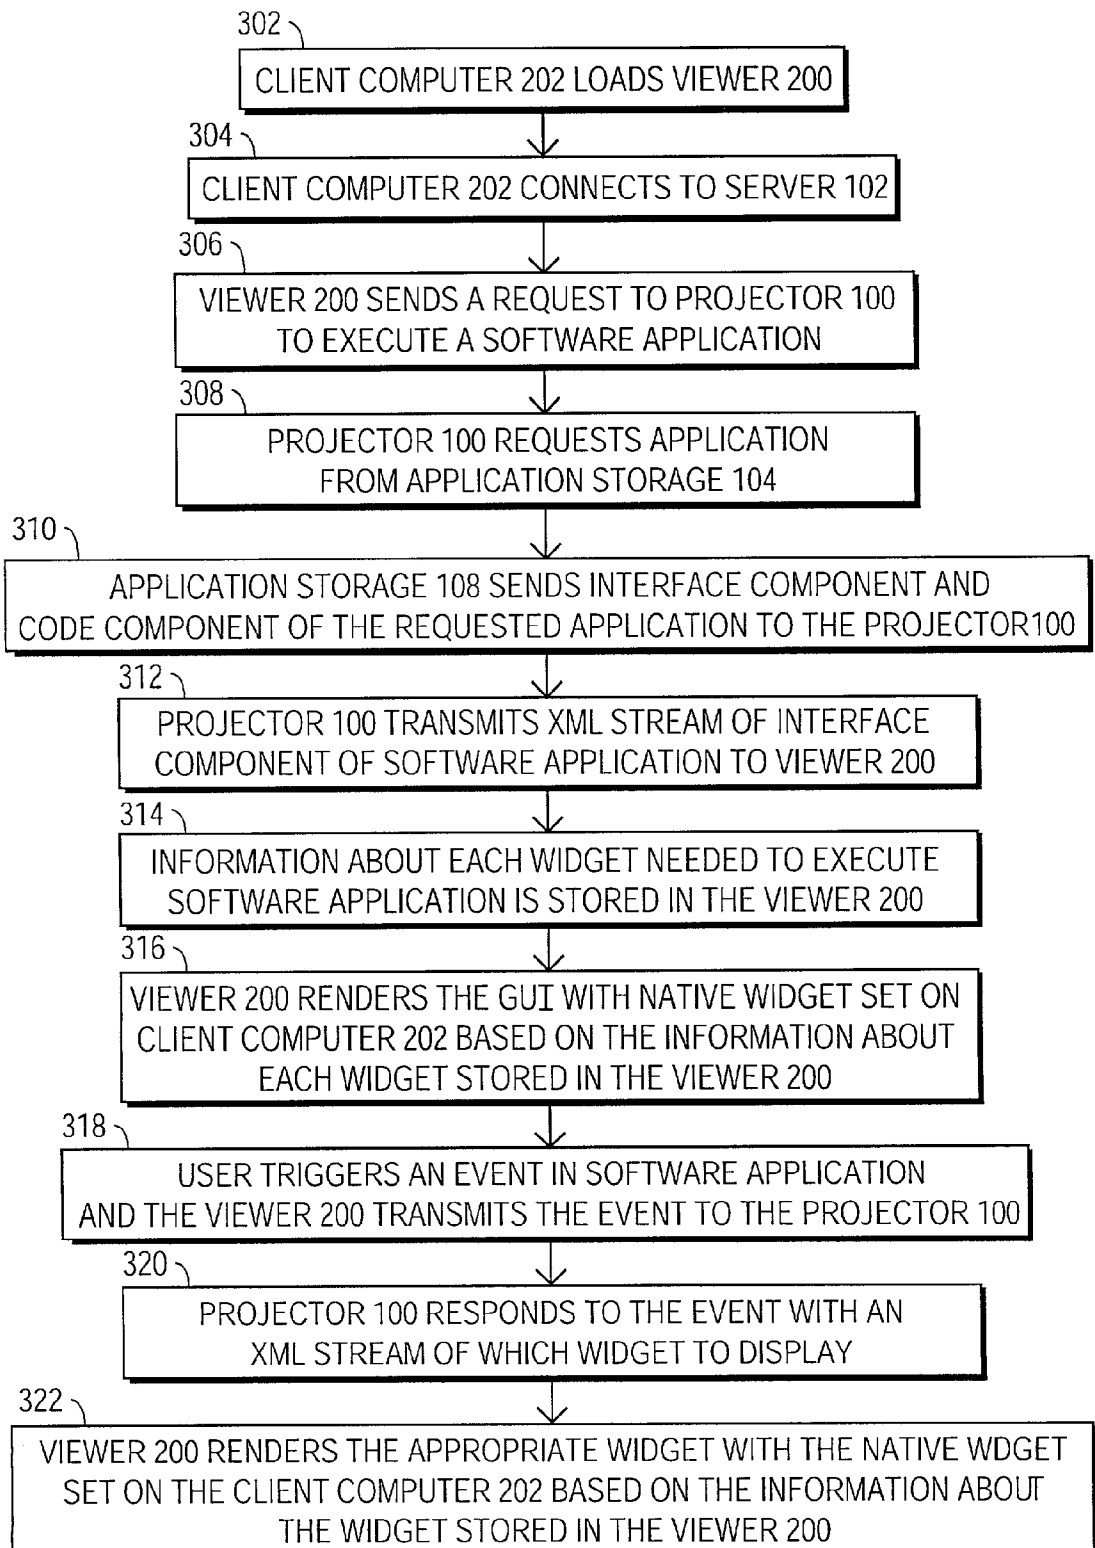 302
CLIENT COMPUTER 202 LOADS VIEWER 200
304
CLIENT COMPUTER 202 CONNECTS TO SERVER 102
306
VIEWER 200 SENDS A REQUEST TO PROJECTOR 100
TO EXECUTE A SOFTWARE APPLICATION
308
PROJECTOR 100 REQUESTS APPLICATION
FROM APPLICATION STORAGE 104
310
APPLICATION STORAGE 108 SENDS INTERFACE COMPONENT AND
CODE COMPONENT OF THE REQUESTED APPLICATION TO THE PROJECTOR100
312
PROJECTOR 100 TRANSMITS XML STREAM OF INTERFACE
COMPONENT OF SOFTWARE APPLICATION TO VIEWER 200
314
INFORMATION ABOUT EACH WIDGET NEEDED TO EXECUTE
SOFTWARE APPLICATION IS STORED IN THE VIEWER 200
316
VIEWER 200 RENDERS THE GUI WITH NATIVE WIDGET SET ON
CLIENT COMPUTER 202 BASED ON THE INFORMATION ABOUT
EACH WIDGET STORED IN THE VIEWER 200
318
USER TRIGGERS AN EVENT IN SOFTWARE APPLICATION
AND THE VIEWER 200 TRANSMITS THE EVENT TO THE PROJECTOR 100
320
PROJECTOR 100 RESPONDS TO THE EVENT WITH AN
XML STREAM OF WHICH WIDGET TO DISPLAY
322
VIEWER 200 RENDERS THE APPROPRIATE WIDGET WITH THE NATIVE WDGET
SET ON THE CLIENT COMPUTER 202 BASED ON THE INFORMATION ABOUT
THE WIDGET STORED IN THE VIEWER 200